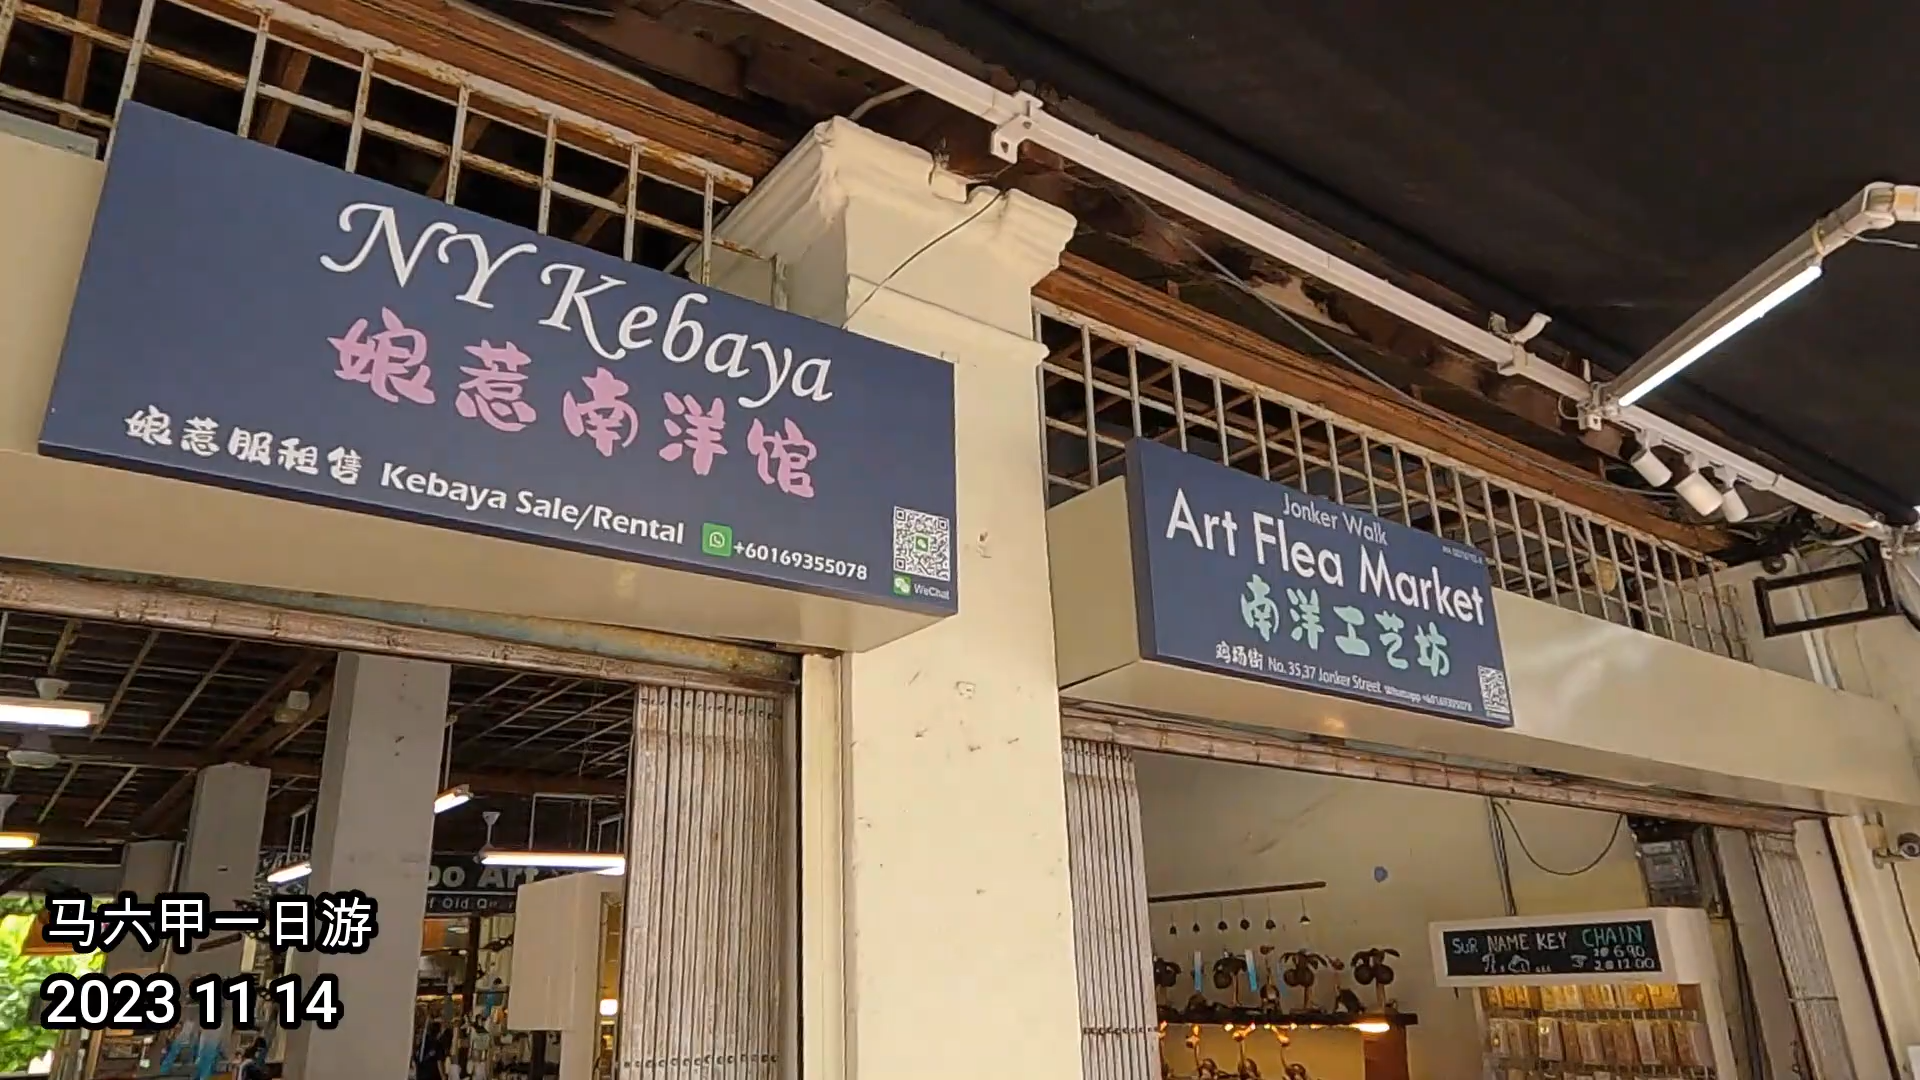 NY Kebaya
娘惹南洋馆
娘惹服租售 Kebaya Sale/Rental +60169355078
WeChat
Jonker Walk
Art Flea Market
南洋工艺坊
鸡场街 No. 35,37 Jonker Street Whatsapp +60169355078
SUR NAME KEY CHAIN
马六甲一日游
2023 11 14